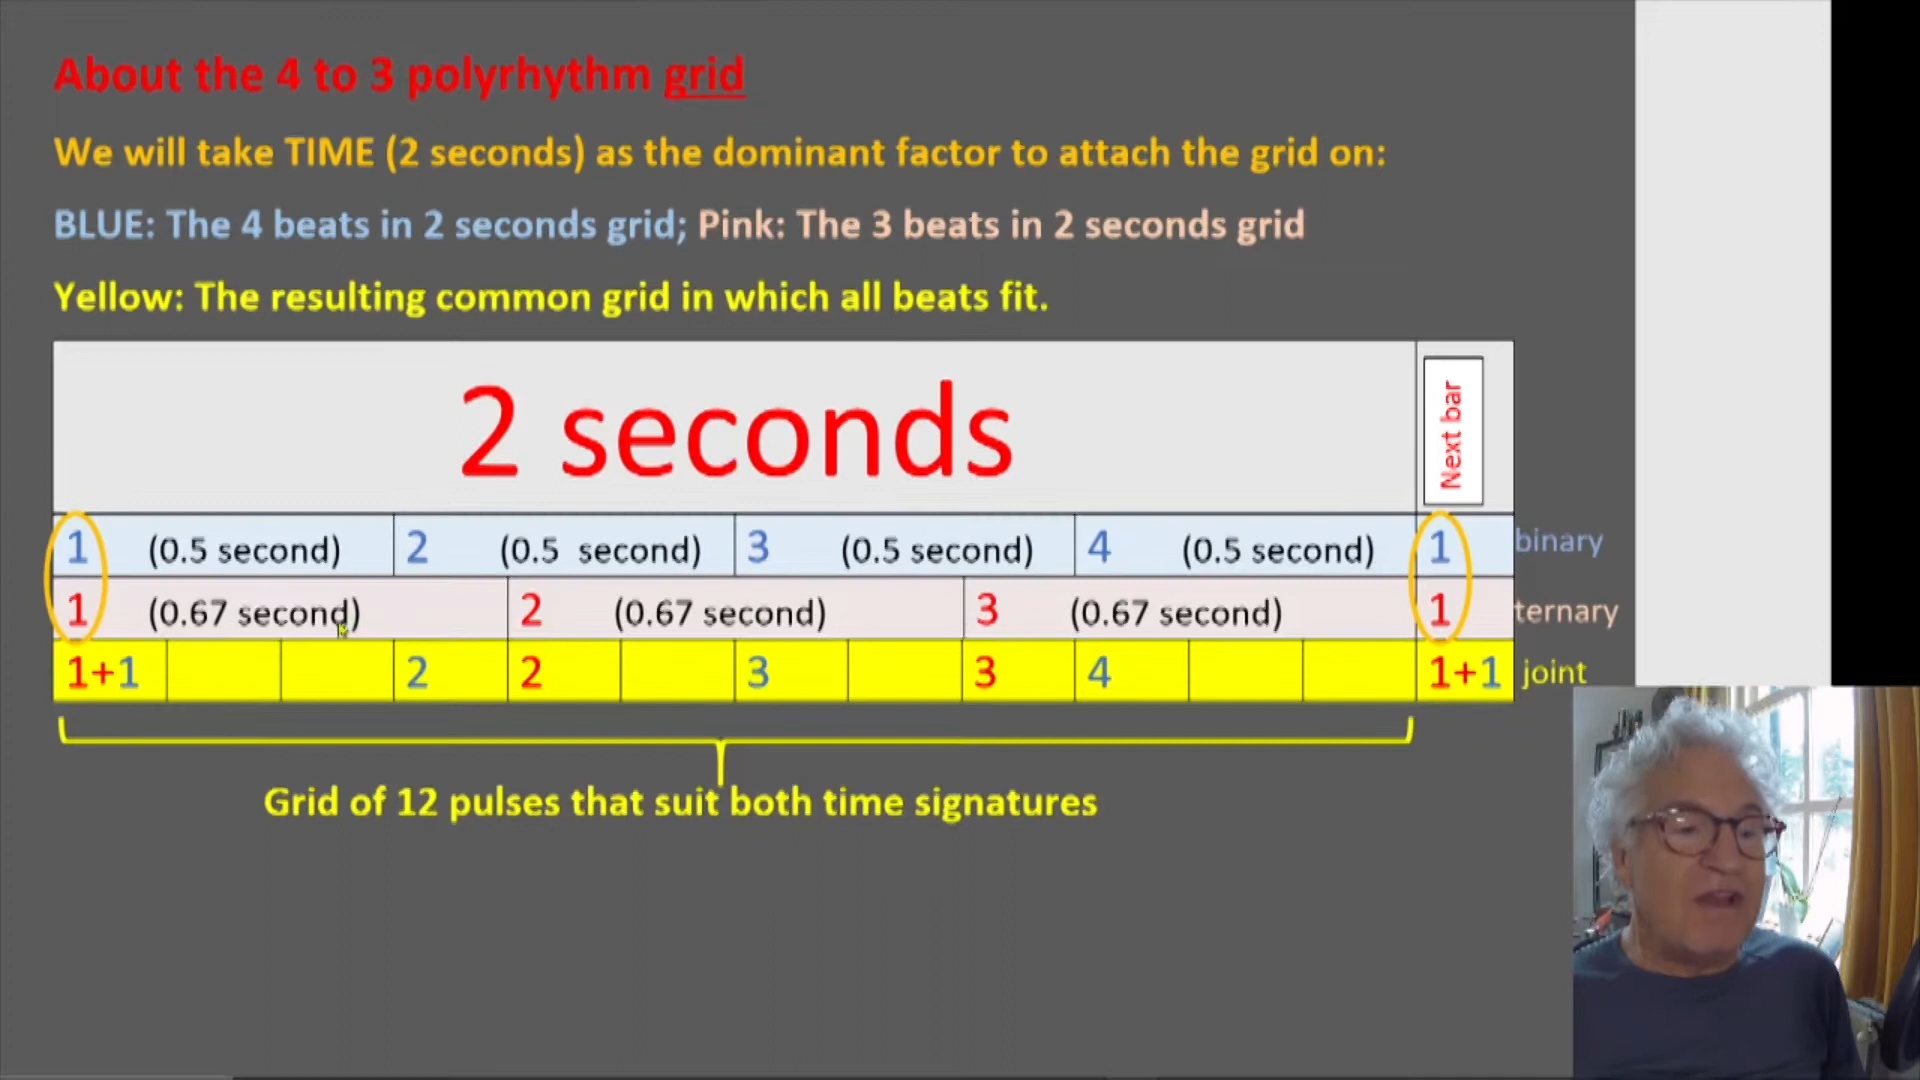 About the 4 to 3 polyrhythm grid
We will take TIME (2 seconds) as the dominant factor to attach the grid on:
BLUE: The 4 beats in 2 seconds grid; Pink: The 3 beats in 2 seconds grid
Yellow: The resulting common grid in which all beats fit.
2 seconds
Next bar
1 (0.5 second) 2 (0.5 second) 3 (0.5 second) 4 (0.5 second) 1 binary
1 (0.67 second) 2 (0.67 second) 3 (0.67 second) 1 ternary
1+1 2 2 3 3 4 1+1 joint
Grid of 12 pulses that suit both time signatures